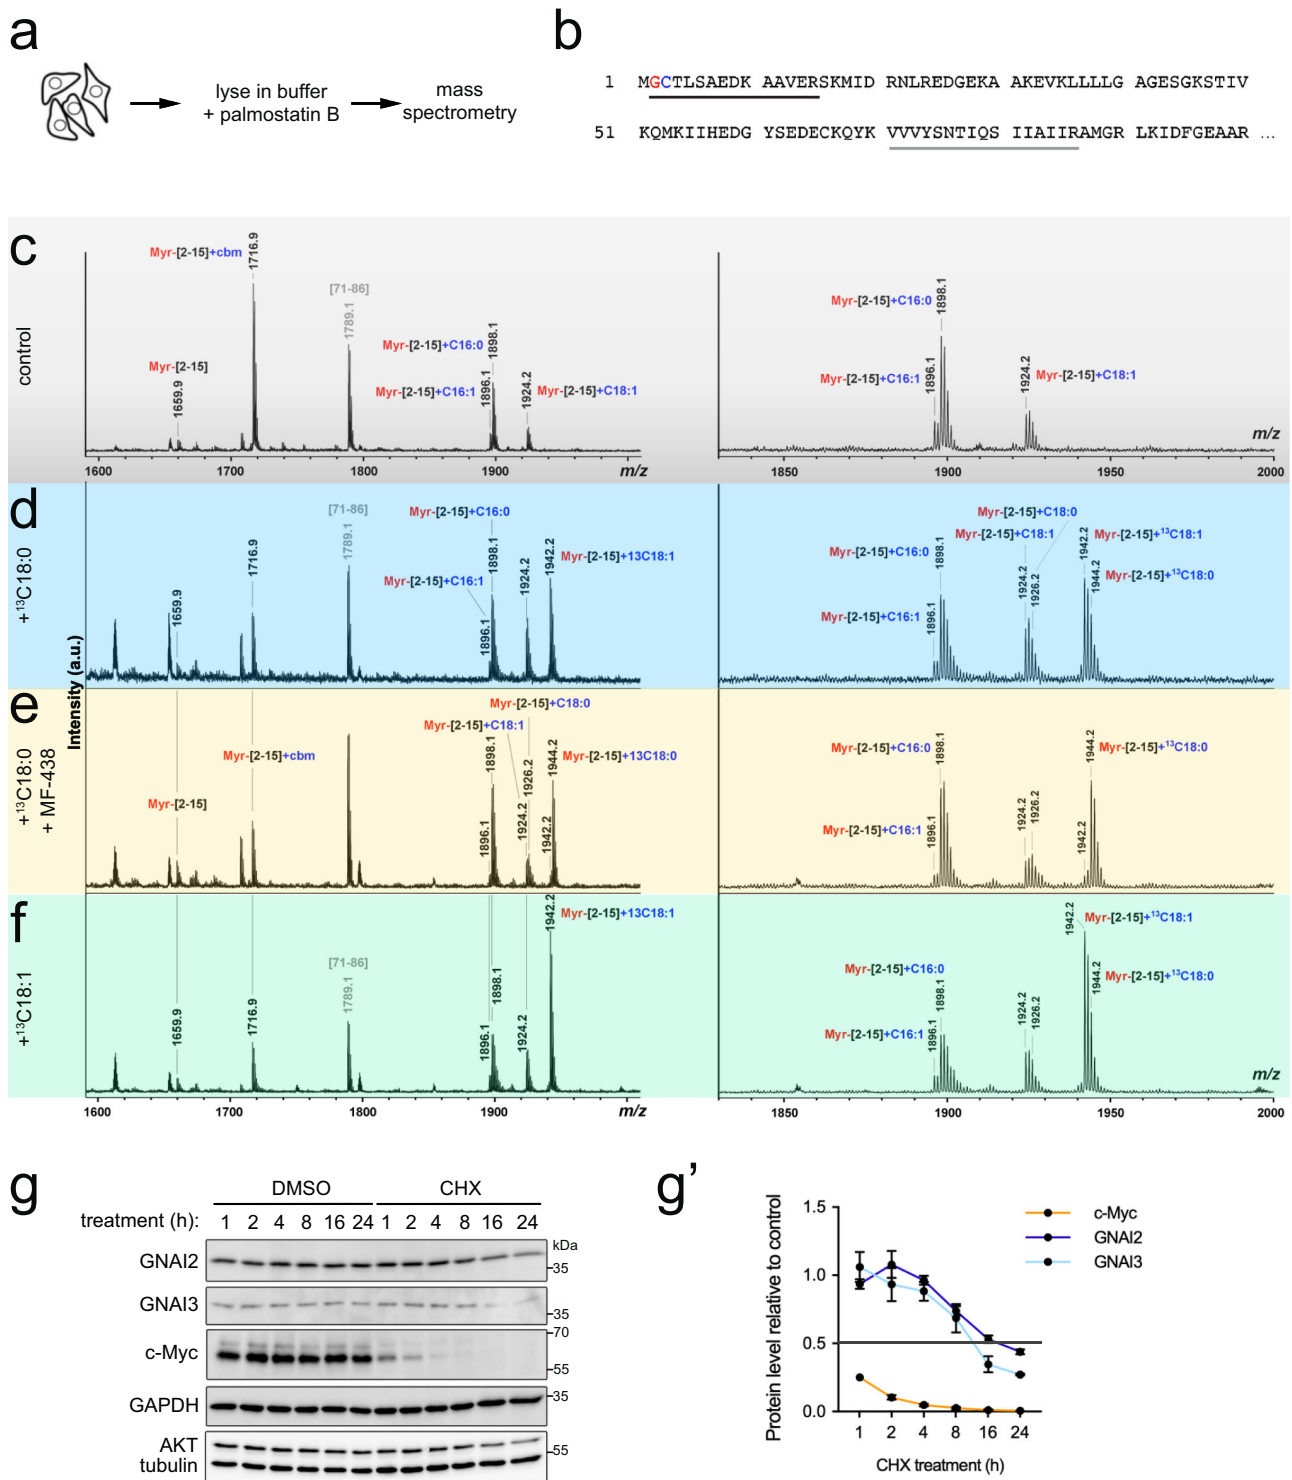 a
lyse in buffer
+ palmostatin B
mass
spectrometry
b
1 MGCTLSAEDK AAVERSKMID RNLREDGEKA AKEVKLLLLG AGESGKSTIV
51 KQMKIIHEDG YSEDECKQYK VVVYSNTIQS IIAIIRAMGR LKIDFGEAAR ...
c
control
Myr-[2-15]+cbm
1716.9
[71-86]
1789.1
Myr-[2-15]
1659.9
Myr-[2-15]+C16:0
1898.1
Myr-[2-15]+C16:1
1896.1
1924.2
Myr-[2-15]+C18:1
1600 1700 1800 1900 m/z
Myr-[2-15]+C16:0
1898.1
Myr-[2-15]+C16:1
1896.1
1924.2
Myr-[2-15]+C18:1
m/z
1850 1900 1950 2000
d
+¹³C18:0
Intensity (a.u.)
1659.9
1716.9
[71-86]
1789.1
Myr-[2-15]+C16:0
1898.1
Myr-[2-15]+C16:1
1896.1
1924.2
1942.2
Myr-[2-15]+13C18:1
Myr-[2-15]+C18:0
Myr-[2-15]+C18:1
Myr-[2-15]+C16:0
1898.1
Myr-[2-15]+C16:1
1896.1
1924.2
1926.2
1942.2
Myr-[2-15]+¹³C18:1
1944.2
Myr-[2-15]+¹³C18:0
e
+¹³C18:0
+ MF-438
Myr-[2-15]
Myr-[2-15]+cbm
Myr-[2-15]+C18:0
Myr-[2-15]+C18:1
1896.1
1898.1
1924.2
1926.2
1942.2
1944.2
Myr-[2-15]+13C18:0
Myr-[2-15]+C16:0
1898.1
Myr-[2-15]+C16:1
1896.1
1924.2
1926.2
1942.2
1944.2
Myr-[2-15]+¹³C18:0
f
+¹³C18:1
1659.9
1716.9
[71-86]
1789.1
1896.1
1898.1
1924.2
1942.2
Myr-[2-15]+13C18:1
1600 1700 1800 1900 m/z
Myr-[2-15]+C16:0
1898.1
Myr-[2-15]+C16:1
1896.1
1924.2
1926.2
1942.2
Myr-[2-15]+¹³C18:1
1944.2
Myr-[2-15]+¹³C18:0
m/z
1850 1900 1950 2000
g
DMSO CHX
treatment (h): 1 2 4 8 16 24 1 2 4 8 16 24
kDa
GNAI2
35
GNAI3
35
c-Myc
70
55
GAPDH
35
AKT
tubulin
55
g’
Protein level relative to control
1.5
1.0
0.5
0.0
1 2 4 8 16 24
CHX treatment (h)
c-Myc
GNAI2
GNAI3